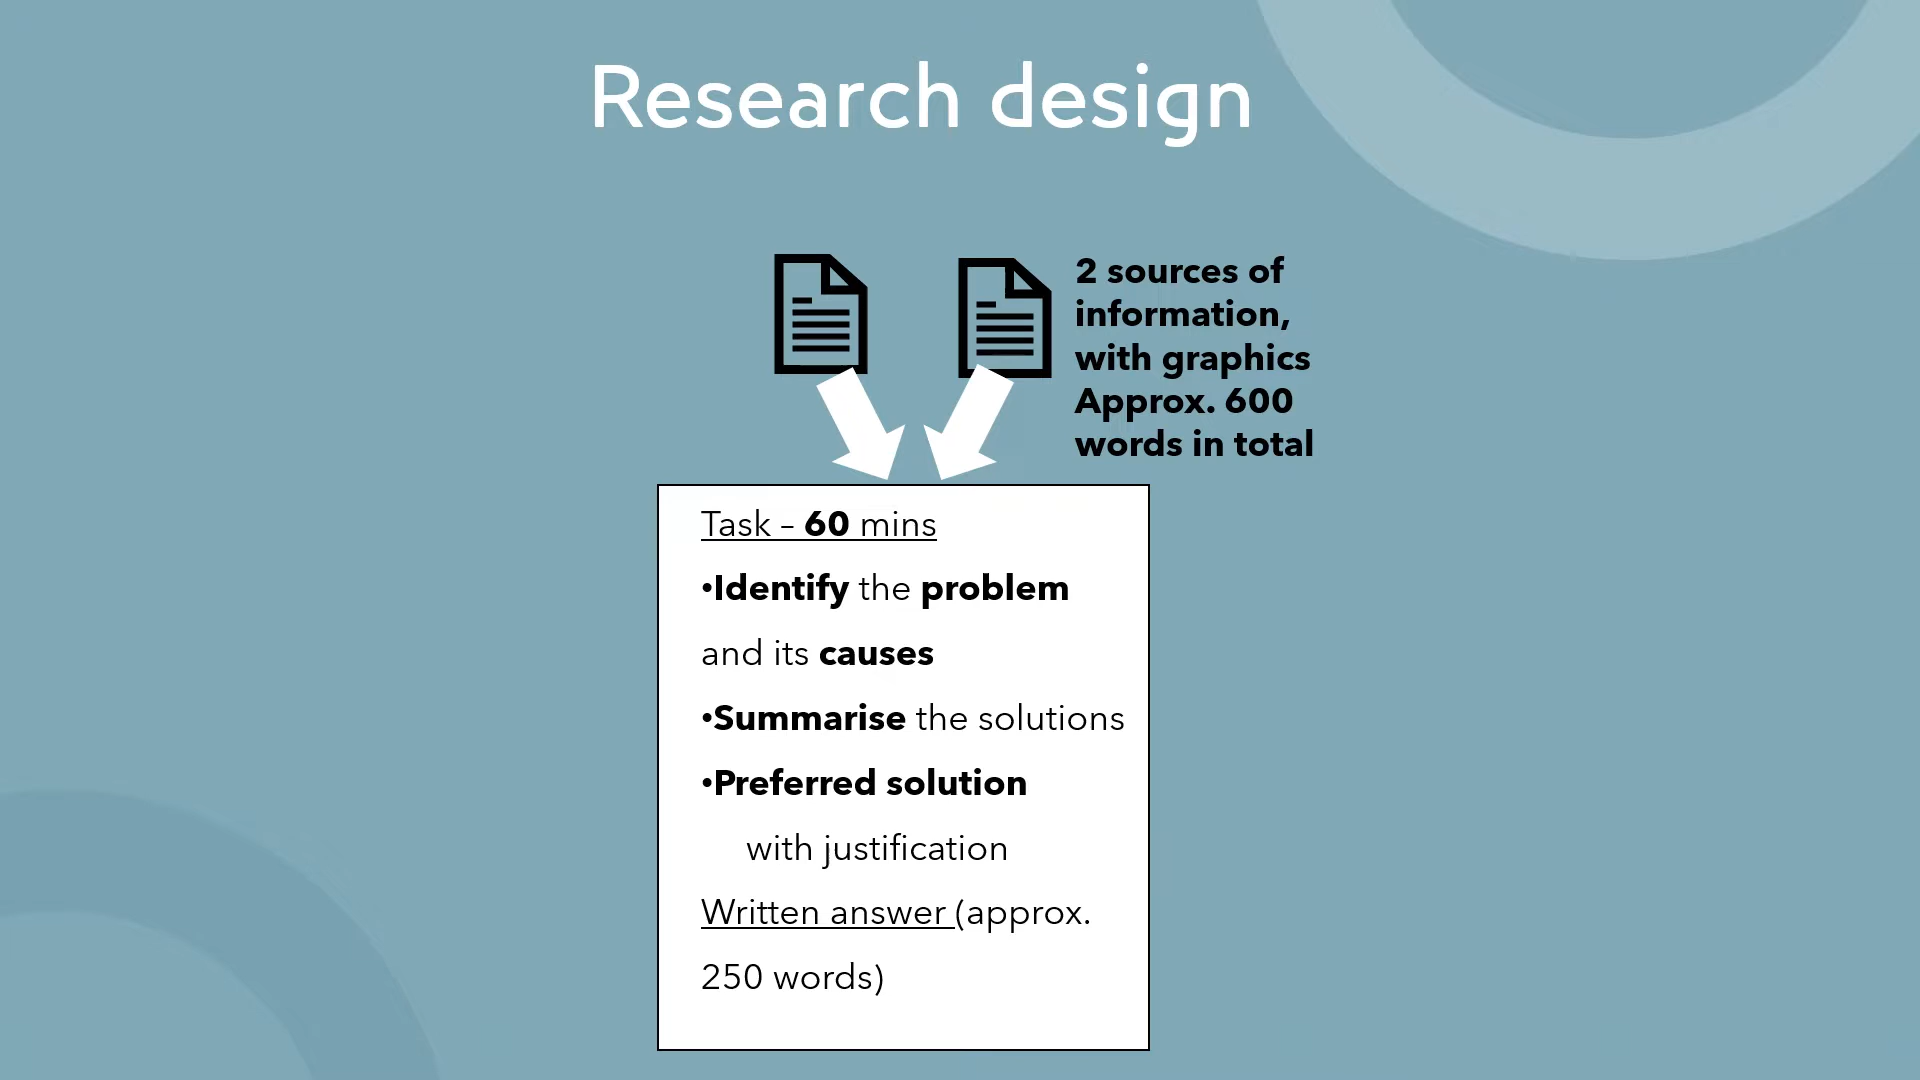 Research design
2 sources of
information,
with graphics
Approx. 600
words in total
Task – 60 mins
•Identify the problem
and its causes
•Summarise the solutions
•Preferred solution
with justification
Written answer (approx.
250 words)